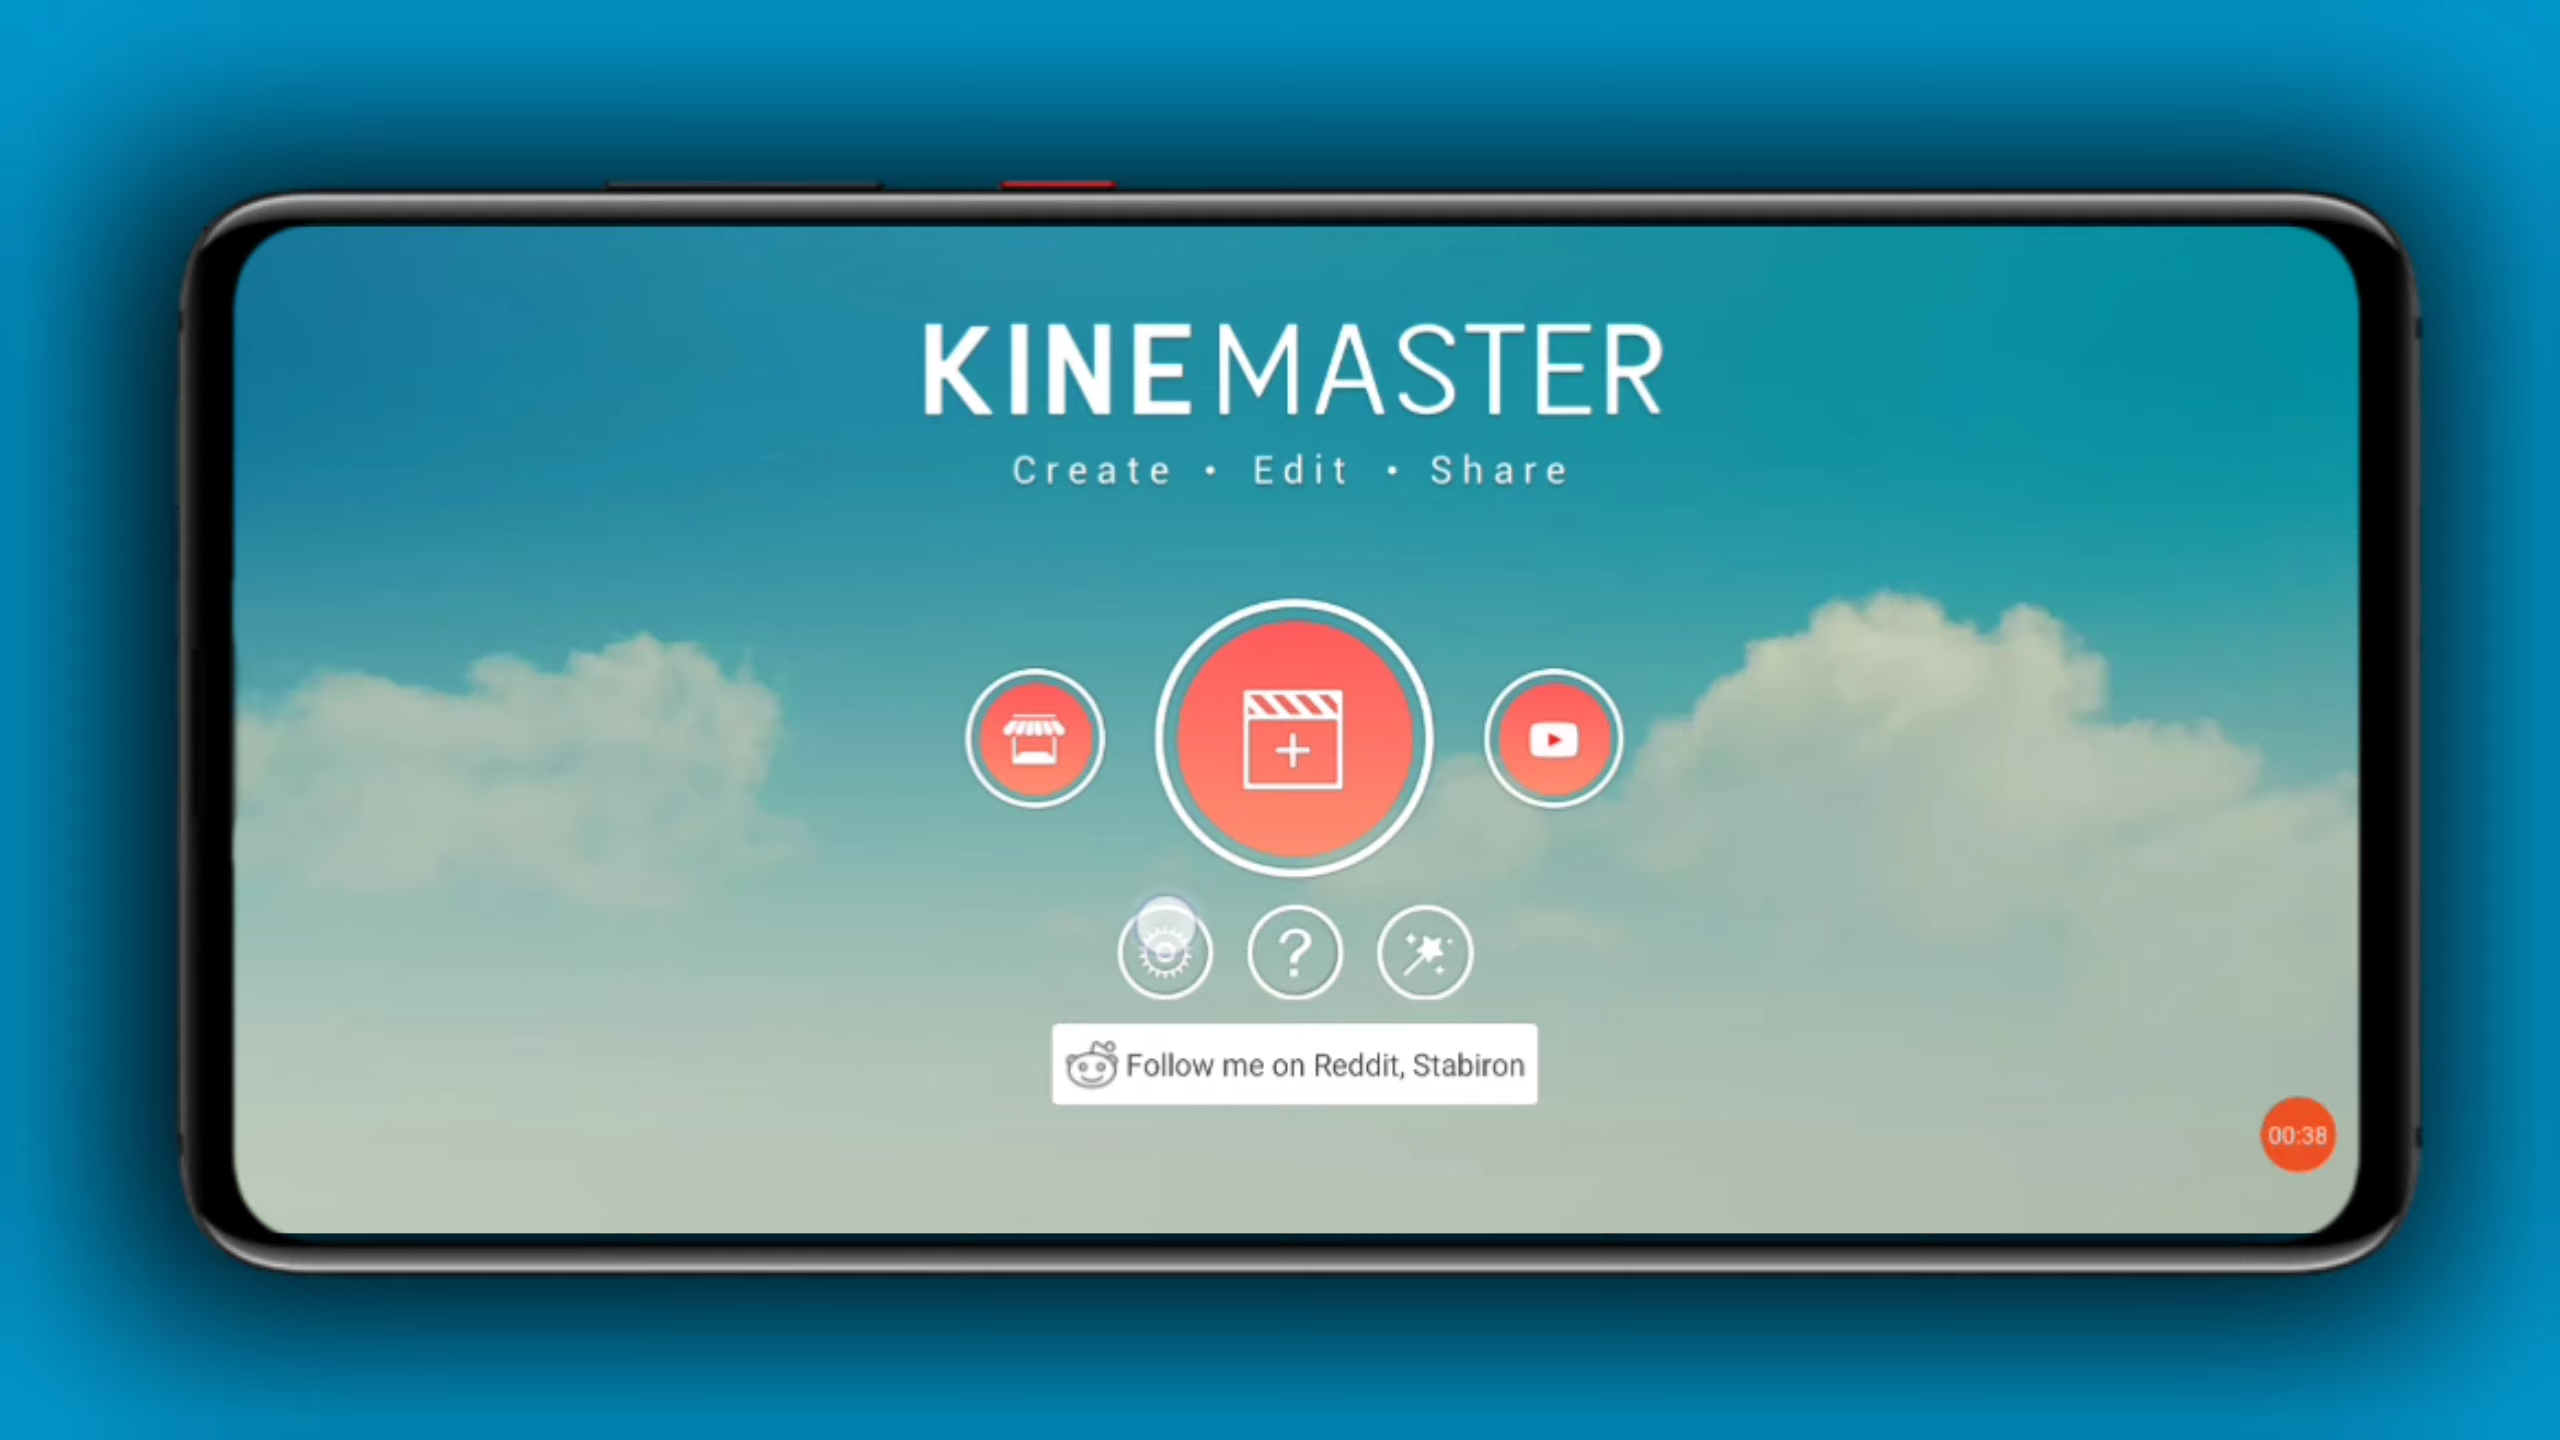 KINEMASTER
Create • Edit • Share
?
Follow me on Reddit, Stabiron
00:38